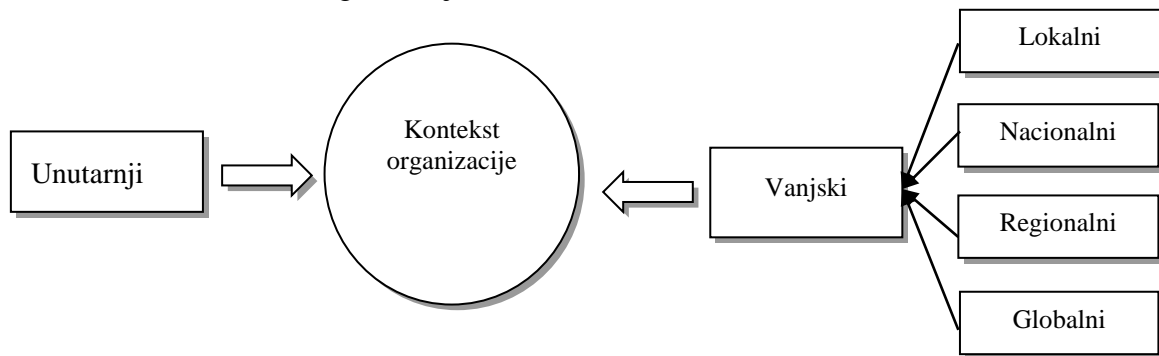 Lokalni
Kontekst
organizacije
Nacionalni
Unutarnji
Vanjski
Regionalni
Globalni